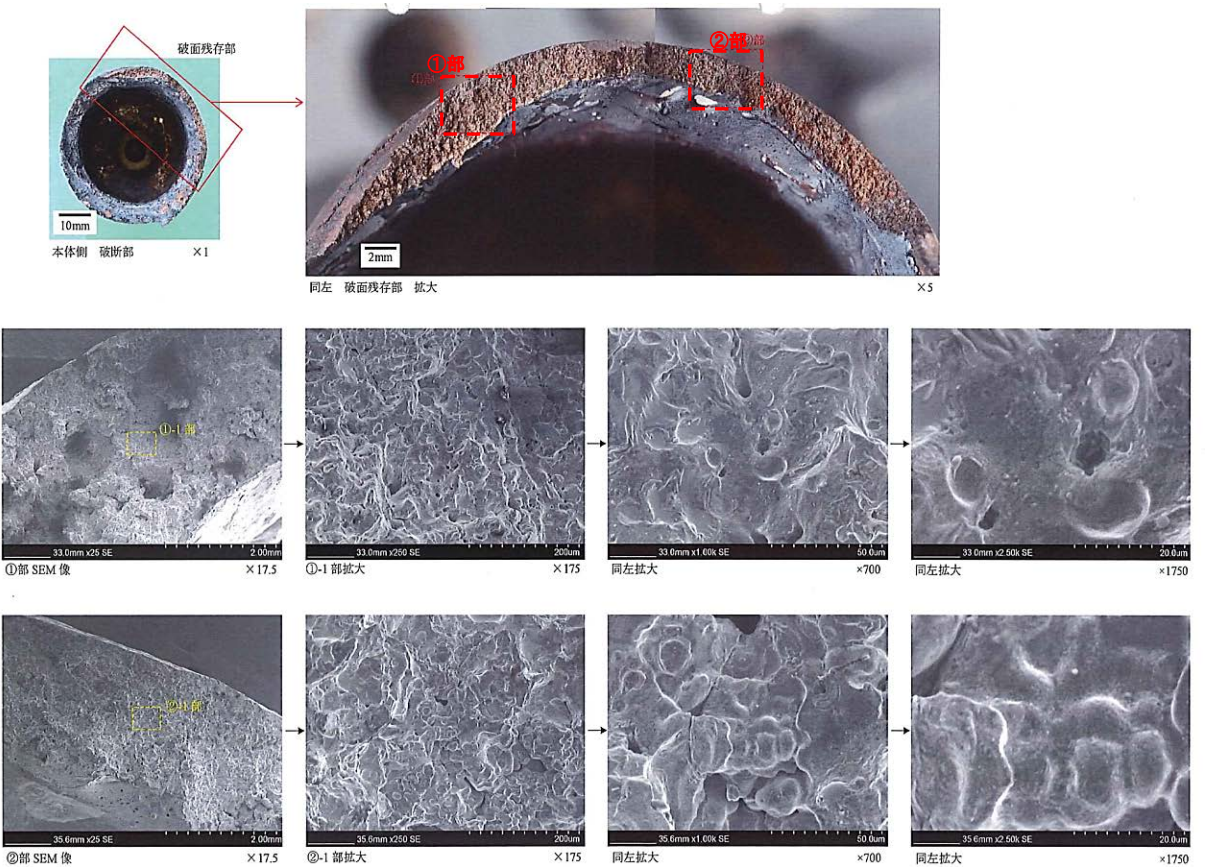 破面残存部
10mm
本体側 破断部 ×1
①部
①部
②部
②部
2mm
同左 破面残存部 拡大 ×5
①-1 部
33.0mm x25 SE 2.00mm
①部 SEM 像 ×17.5
33.0mm x250 SE 200um
①-1 部拡大 ×175
33.0mm x1.00k SE 50.0um
同左拡大 ×700
33.0mm x2.50k SE 20.0um
同左拡大 ×1750
35.6mm x25 SE 2.00mm
②部 SEM 像 ×17.5
35.6mm x250 SE 200um
②-1 部拡大 ×175
35.6mm x1.00k SE 50.0um
同左拡大 ×700
35.6mm x2.50k SE 20.0um
同左拡大 ×1750